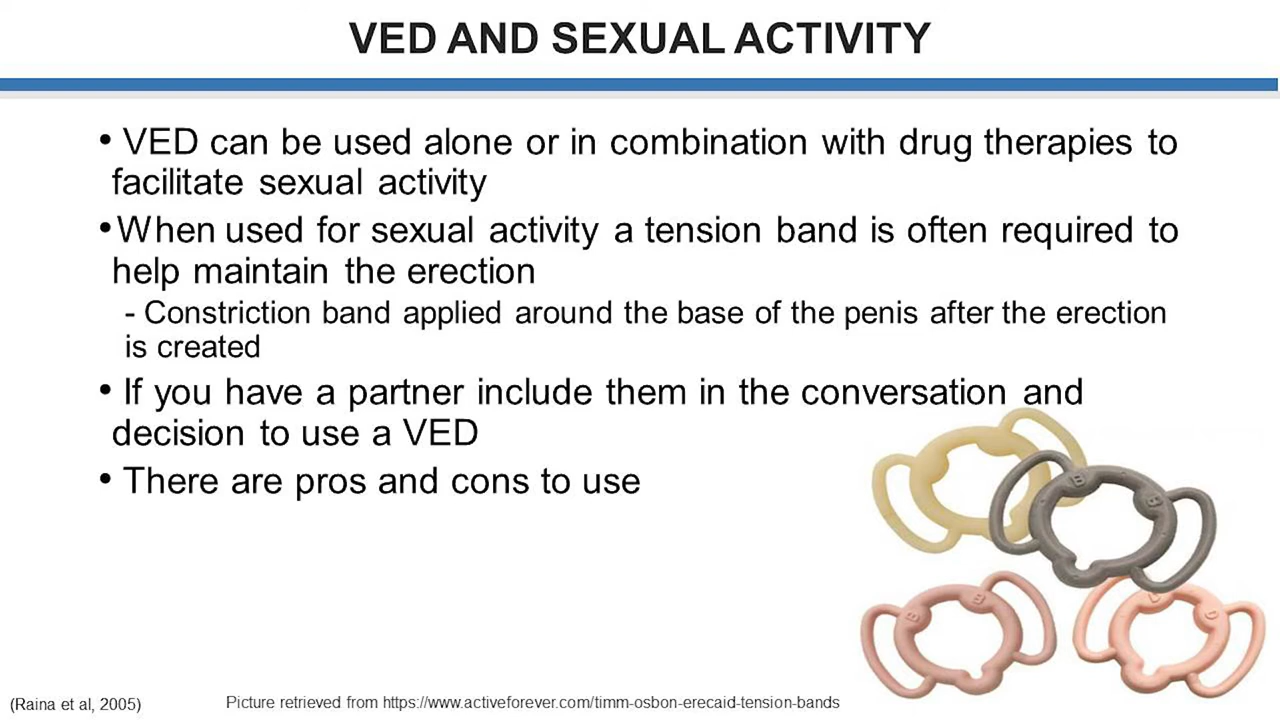 VED AND SEXUAL ACTIVITY
• VED can be used alone or in combination with drug therapies to
facilitate sexual activity
•When used for sexual activity a tension band is often required to
help maintain the erection
- Constriction band applied around the base of the penis after the erection
is created
• If you have a partner include them in the conversation and
decision to use a VED
• There are pros and cons to use
B
B
B
B
D
(Raina et al, 2005)
Picture retrieved from https://www.activeforever.com/timm-osbon-erecaid-tension-bands